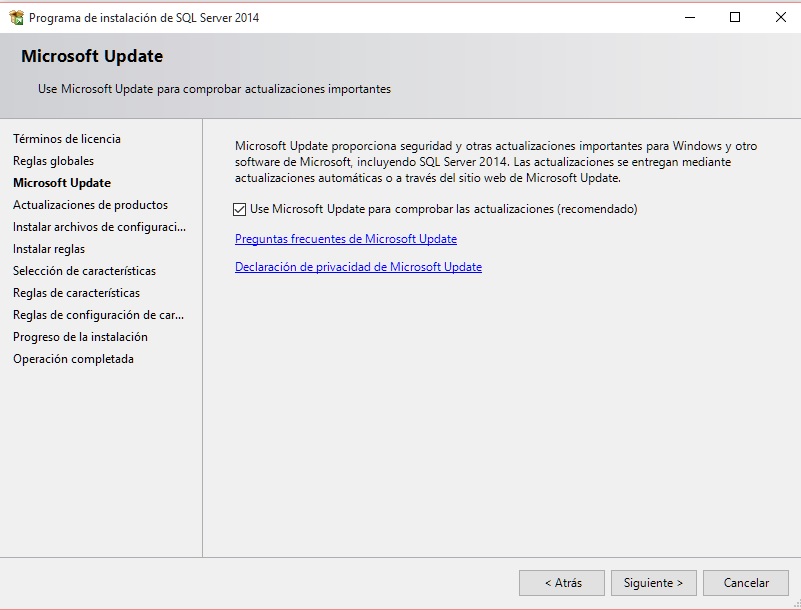 Programa de instalación de SQL Server 2014
Microsoft Update
Use Microsoft Update para comprobar actualizaciones importantes
Términos de licencia
Reglas globales
Microsoft Update
Actualizaciones de productos
Instalar archivos de configuraci...
Instalar reglas
Selección de características
Reglas de características
Reglas de configuración de car...
Progreso de la instalación
Operación completada
Microsoft Update proporciona seguridad y otras actualizaciones importantes para Windows y otro
software de Microsoft, incluyendo SQL Server 2014. Las actualizaciones se entregan mediante
actualizaciones automáticas o a través del sitio web de Microsoft Update.
Use Microsoft Update para comprobar las actualizaciones (recomendado)
Preguntas frecuentes de Microsoft Update
Declaración de privacidad de Microsoft Update
< Atrás
Siguiente >
Cancelar